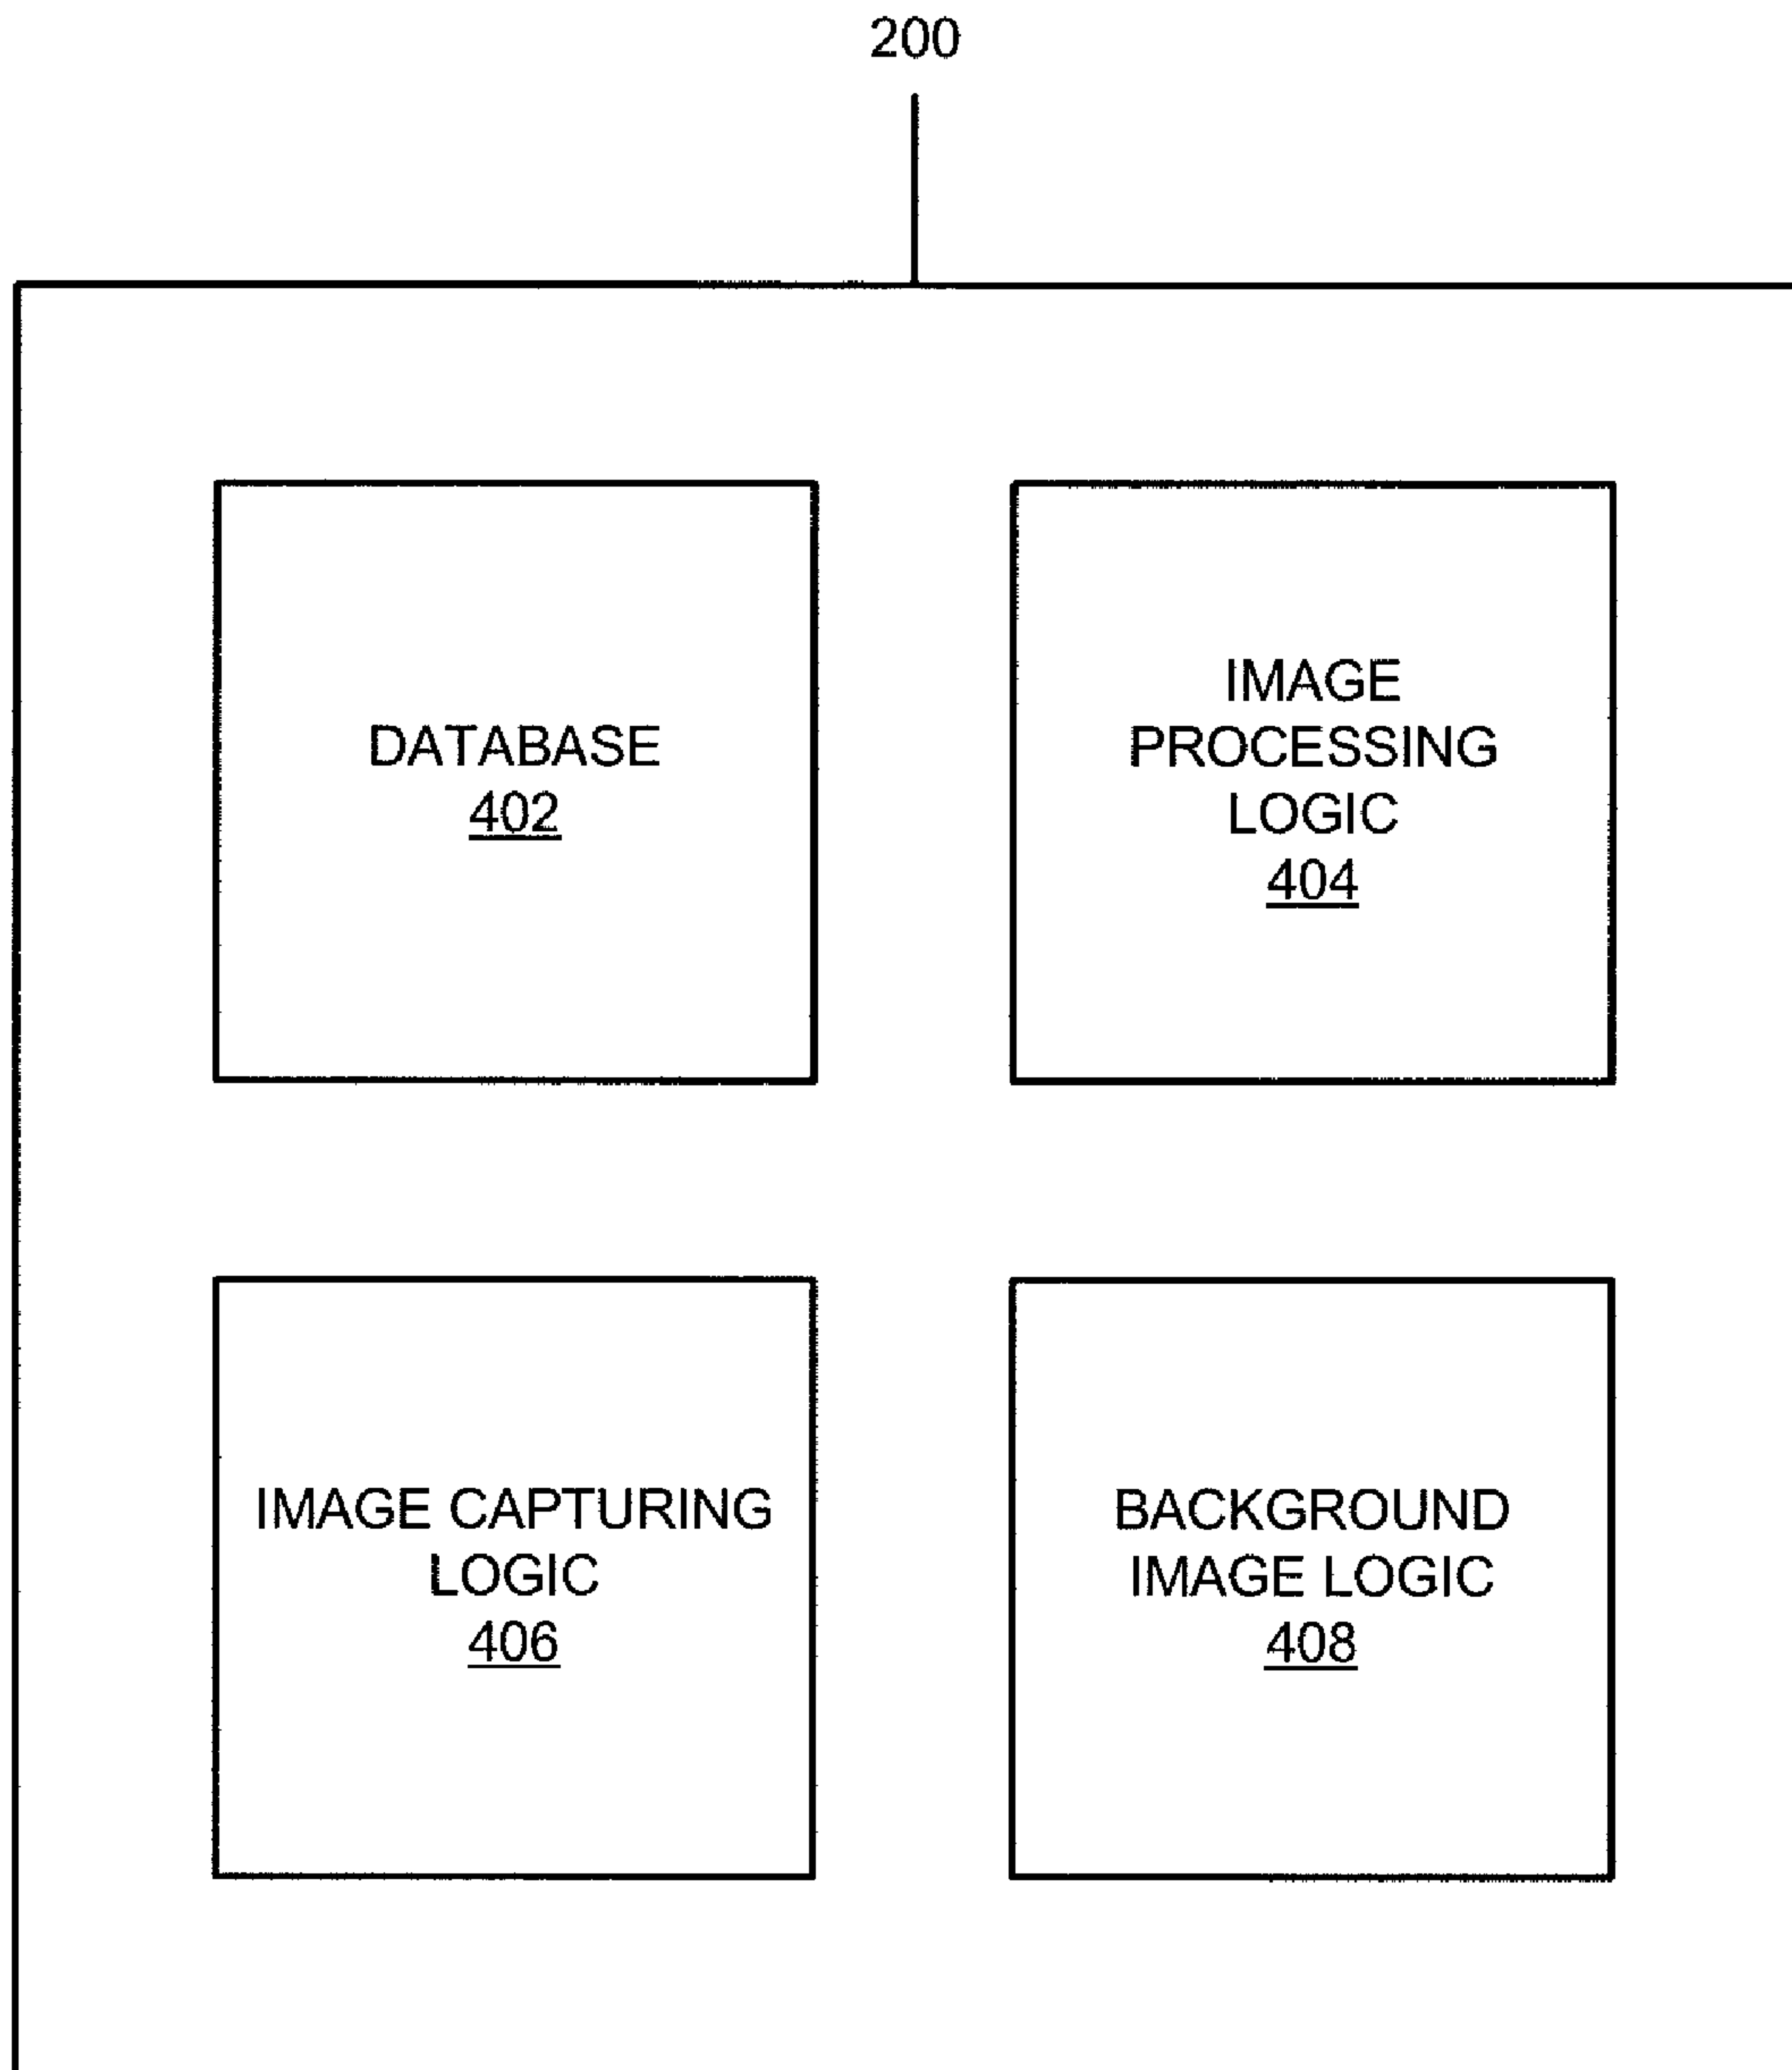 200
DATABASE
402
IMAGE
PROCESSING
LOGIC
404
IMAGE CAPTURING
LOGIC
406
BACKGROUND
IMAGE LOGIC
408